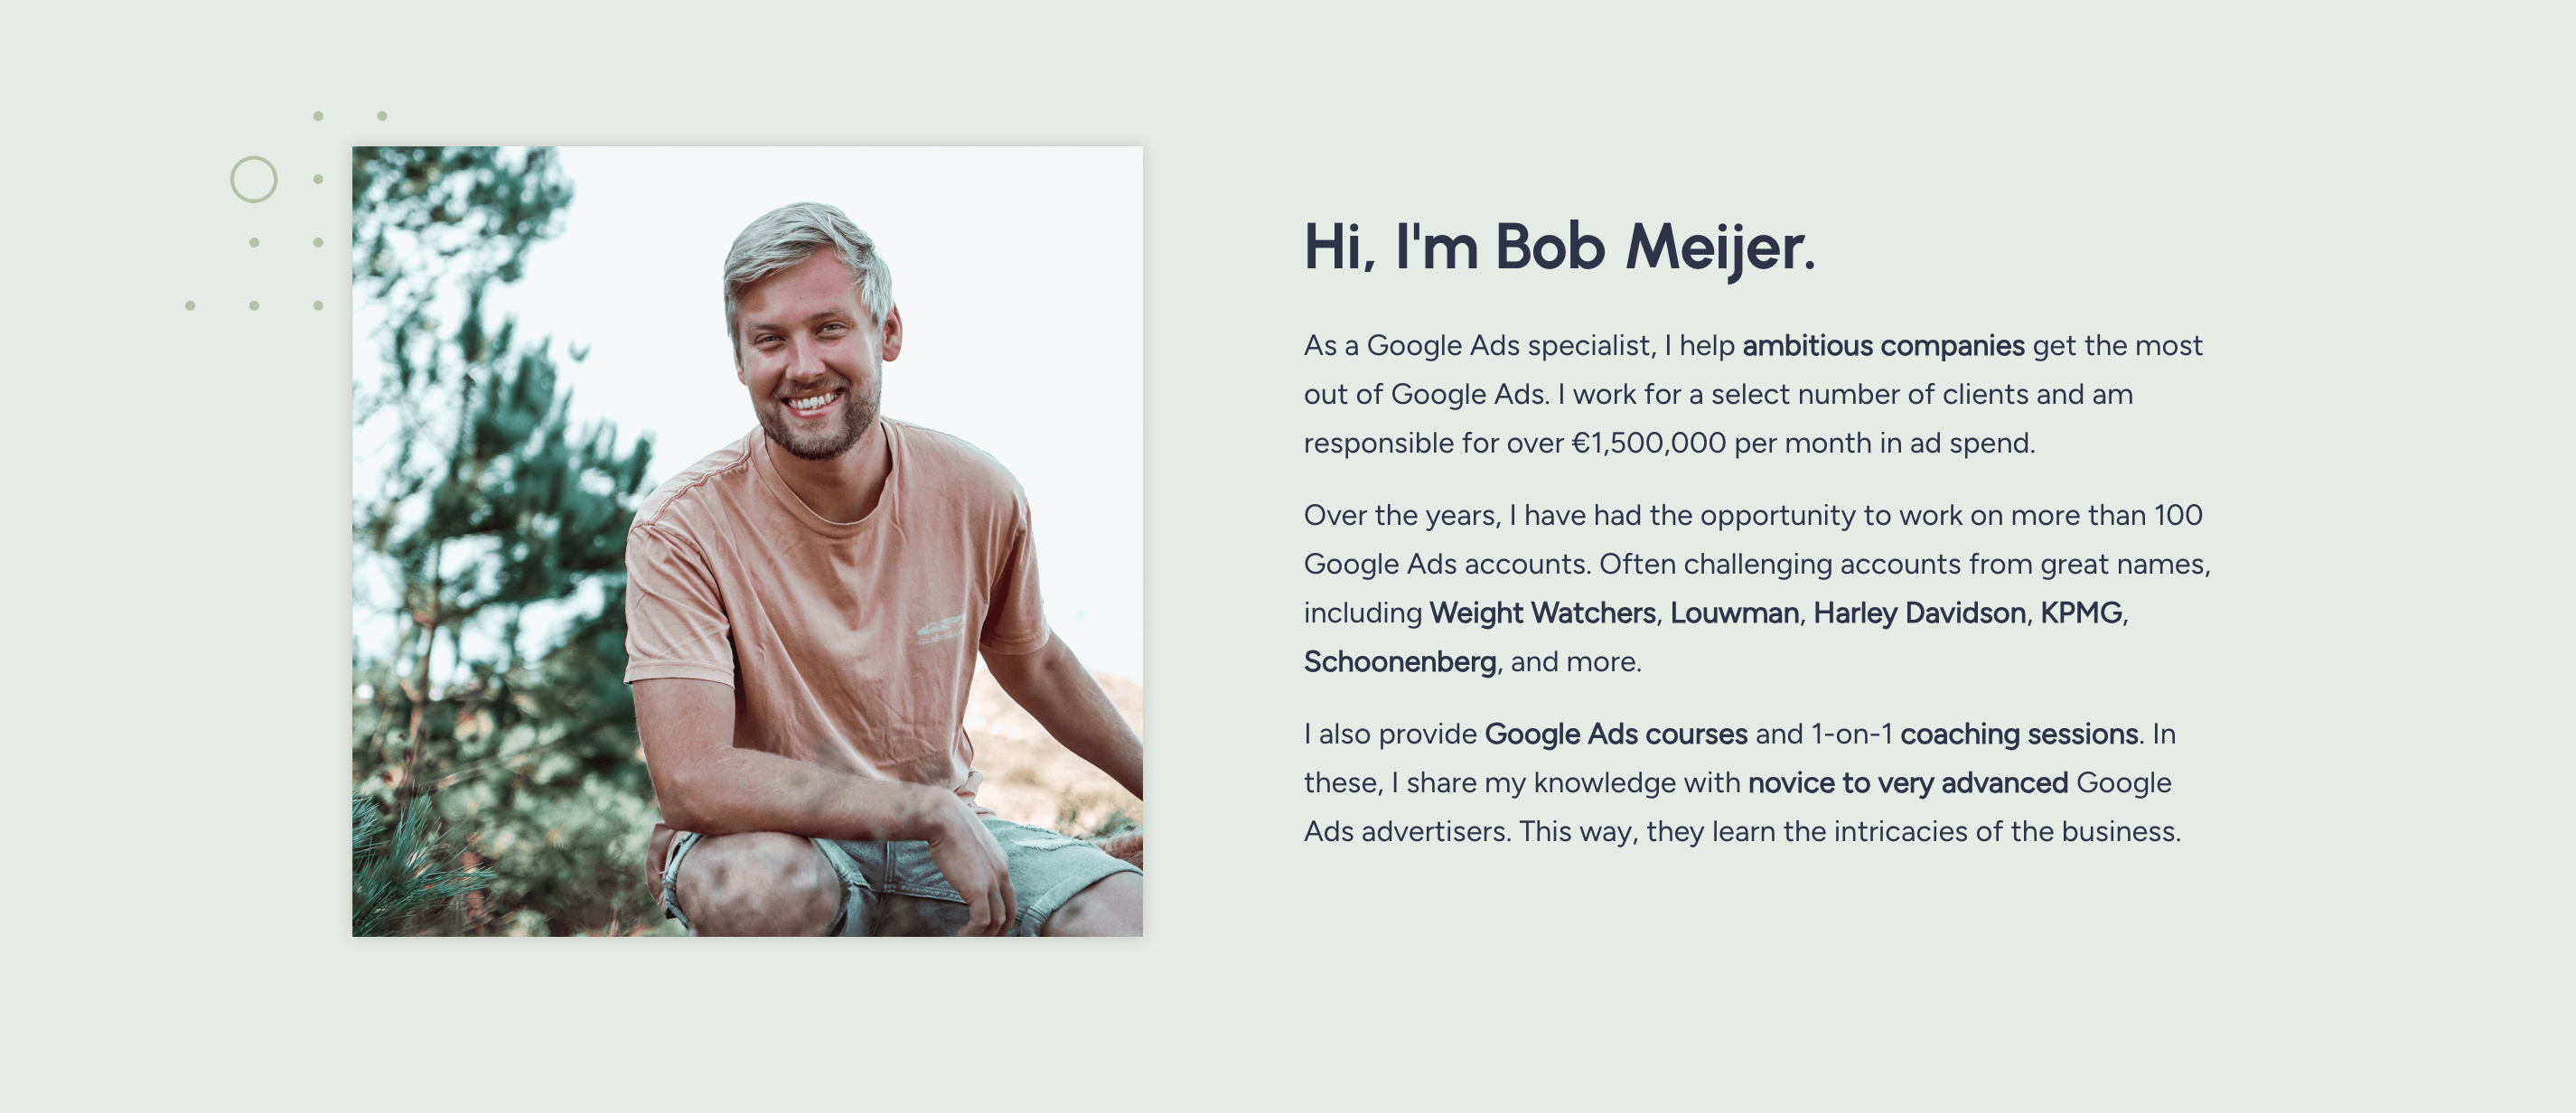 Hi, I'm Bob Meijer.
As a Google Ads specialist, I help ambitious companies get the most
out of Google Ads. I work for a select number of clients and am
responsible for over €1,500,000 per month in ad spend.
Over the years, I have had the opportunity to work on more than 100
Google Ads accounts. Often challenging accounts from great names,
including Weight Watchers, Louwman, Harley Davidson, KPMG,
Schoonenberg, and more.
I also provide Google Ads courses and 1-on-1 coaching sessions. In
these, I share my knowledge with novice to very advanced Google
Ads advertisers. This way, they learn the intricacies of the business.